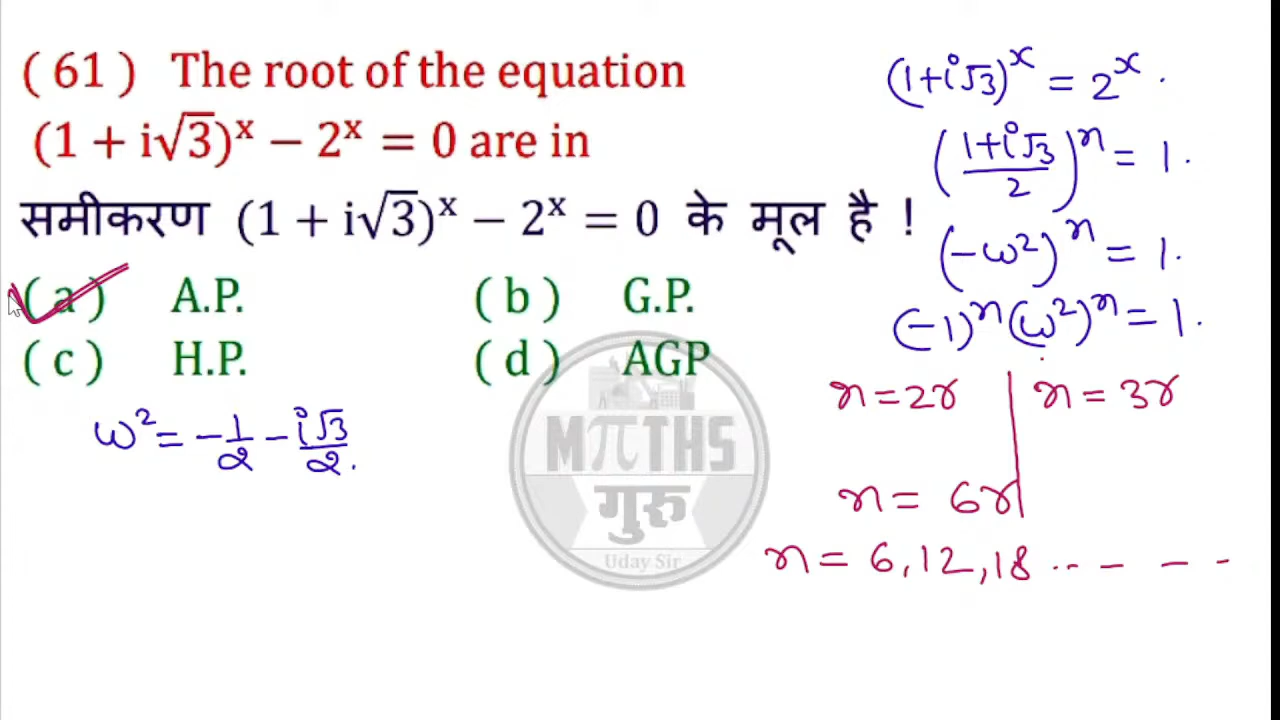 ( 61 ) The root of the equation
(1 + i√3)ˣ − 2ˣ = 0 are in
समीकरण (1 + i√3)ˣ − 2ˣ = 0 के मूल है !
( a ) A.P. ( b ) G.P.
( c ) H.P. ( d ) AGP
ω² = −1/2 − i√3/2.
(1+i√3)ˣ = 2ˣ.
((1+i√3)/2)ⁿ = 1.
(−ω²)ⁿ = 1.
(−1)ⁿ(ω²)ⁿ = 1.
n = 2r | n = 3r
n = 6r
n = 6, 12, 18 ... - - -
MπTHS
गुरु
Uday Sir